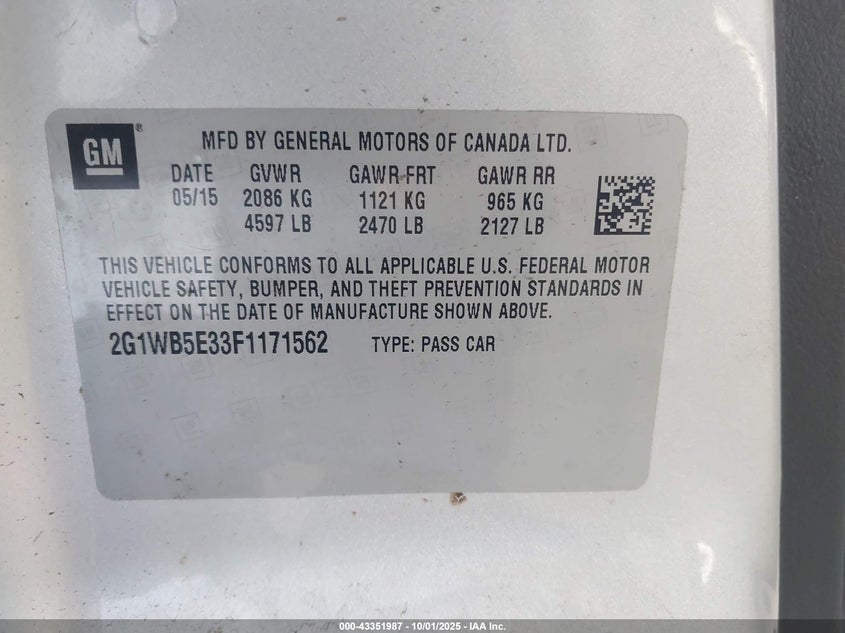 GM ®
MFD BY GENERAL MOTORS OF CANADA LTD.
DATE GVWR GAWR FRT GAWR RR
05/15 2086 KG 1121 KG 965 KG
4597 LB 2470 LB 2127 LB
THIS VEHICLE CONFORMS TO ALL APPLICABLE U.S. FEDERAL MOTOR
VEHICLE SAFETY, BUMPER, AND THEFT PREVENTION STANDARDS IN
EFFECT ON THE DATE OF MANUFACTURE SHOWN ABOVE.
2G1WB5E33F1171562 TYPE: PASS CAR
000-43351987 - 10/01/2025 - IAA Inc.